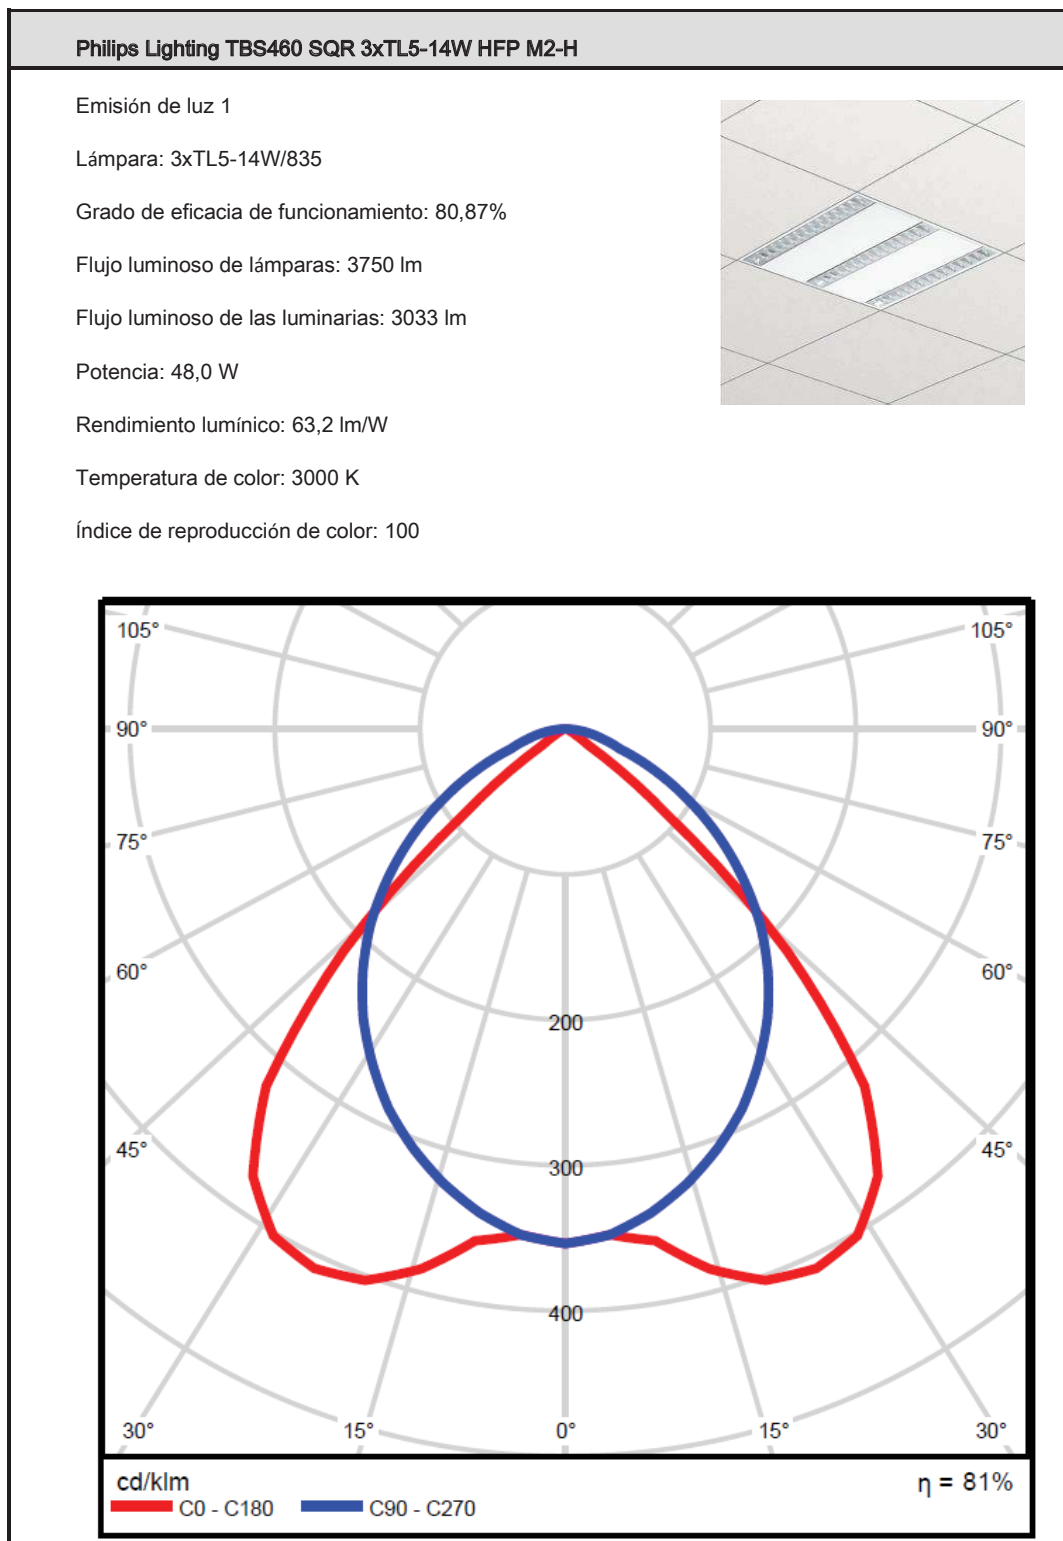 Philips Lighting TBS460 SQR 3xTL5-14W HFP M2-H
Emisión de luz 1
Lámpara: 3xTL5-14W/835
Grado de eficacia de funcionamiento: 80,87%
Flujo luminoso de lámparas: 3750 lm
Flujo luminoso de las luminarias: 3033 lm
Potencia: 48,0 W
Rendimiento lumínico: 63,2 lm/W
Temperatura de color: 3000 K
Índice de reproducción de color: 100
105° 105°
90° 90°
75° 75°
60° 60°
200
45° 45°
300
400
30° 15° 0° 15° 30°
cd/klm η = 81%
C0 - C180 C90 - C270